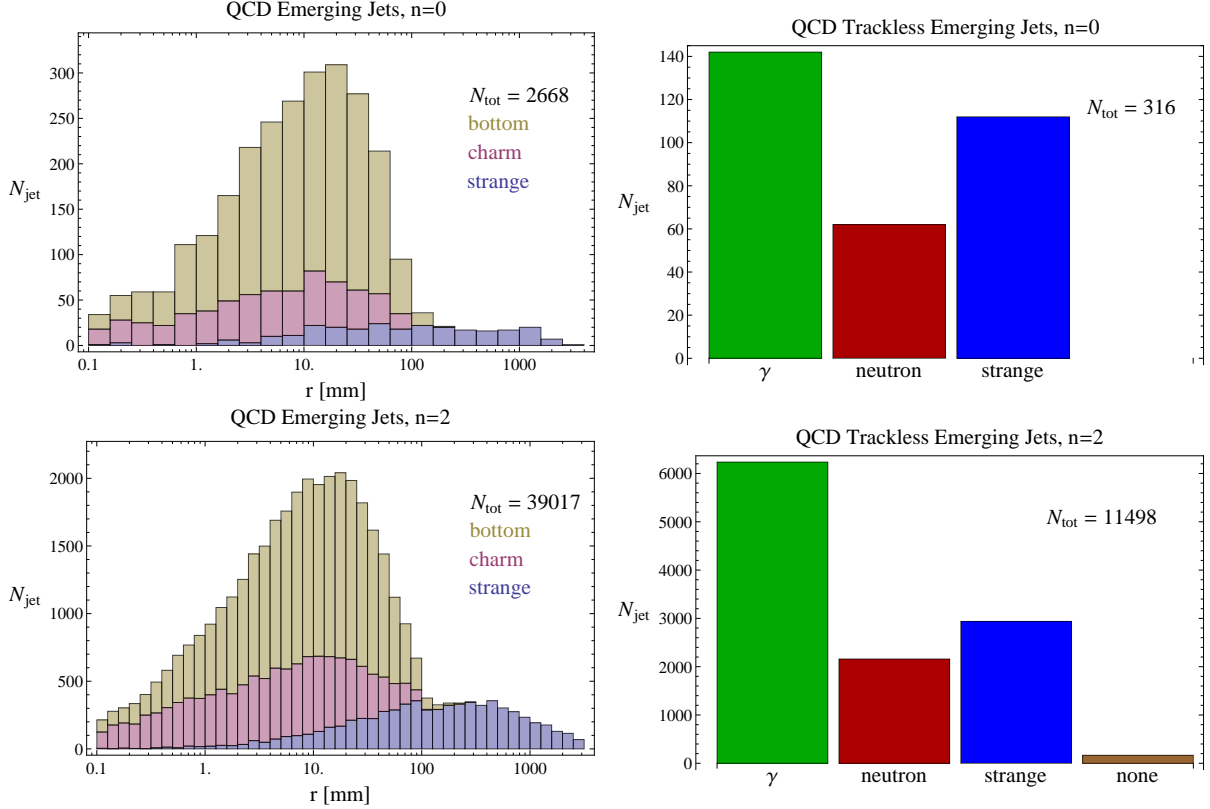 QCD Emerging Jets, n=0
300
250
200
150
100
50
0
N_jet
N_tot = 2668
bottom
charm
strange
0.1
1.
10.
100
1000
r [mm]
QCD Trackless Emerging Jets, n=0
140
120
100
80
60
40
20
0
N_jet
N_tot = 316
γ
neutron
strange
QCD Emerging Jets, n=2
2000
1500
1000
500
0
N_jet
N_tot = 39017
bottom
charm
strange
0.1
1.
10.
100
1000
r [mm]
QCD Trackless Emerging Jets, n=2
6000
5000
4000
3000
2000
1000
0
N_jet
N_tot = 11498
γ
neutron
strange
none